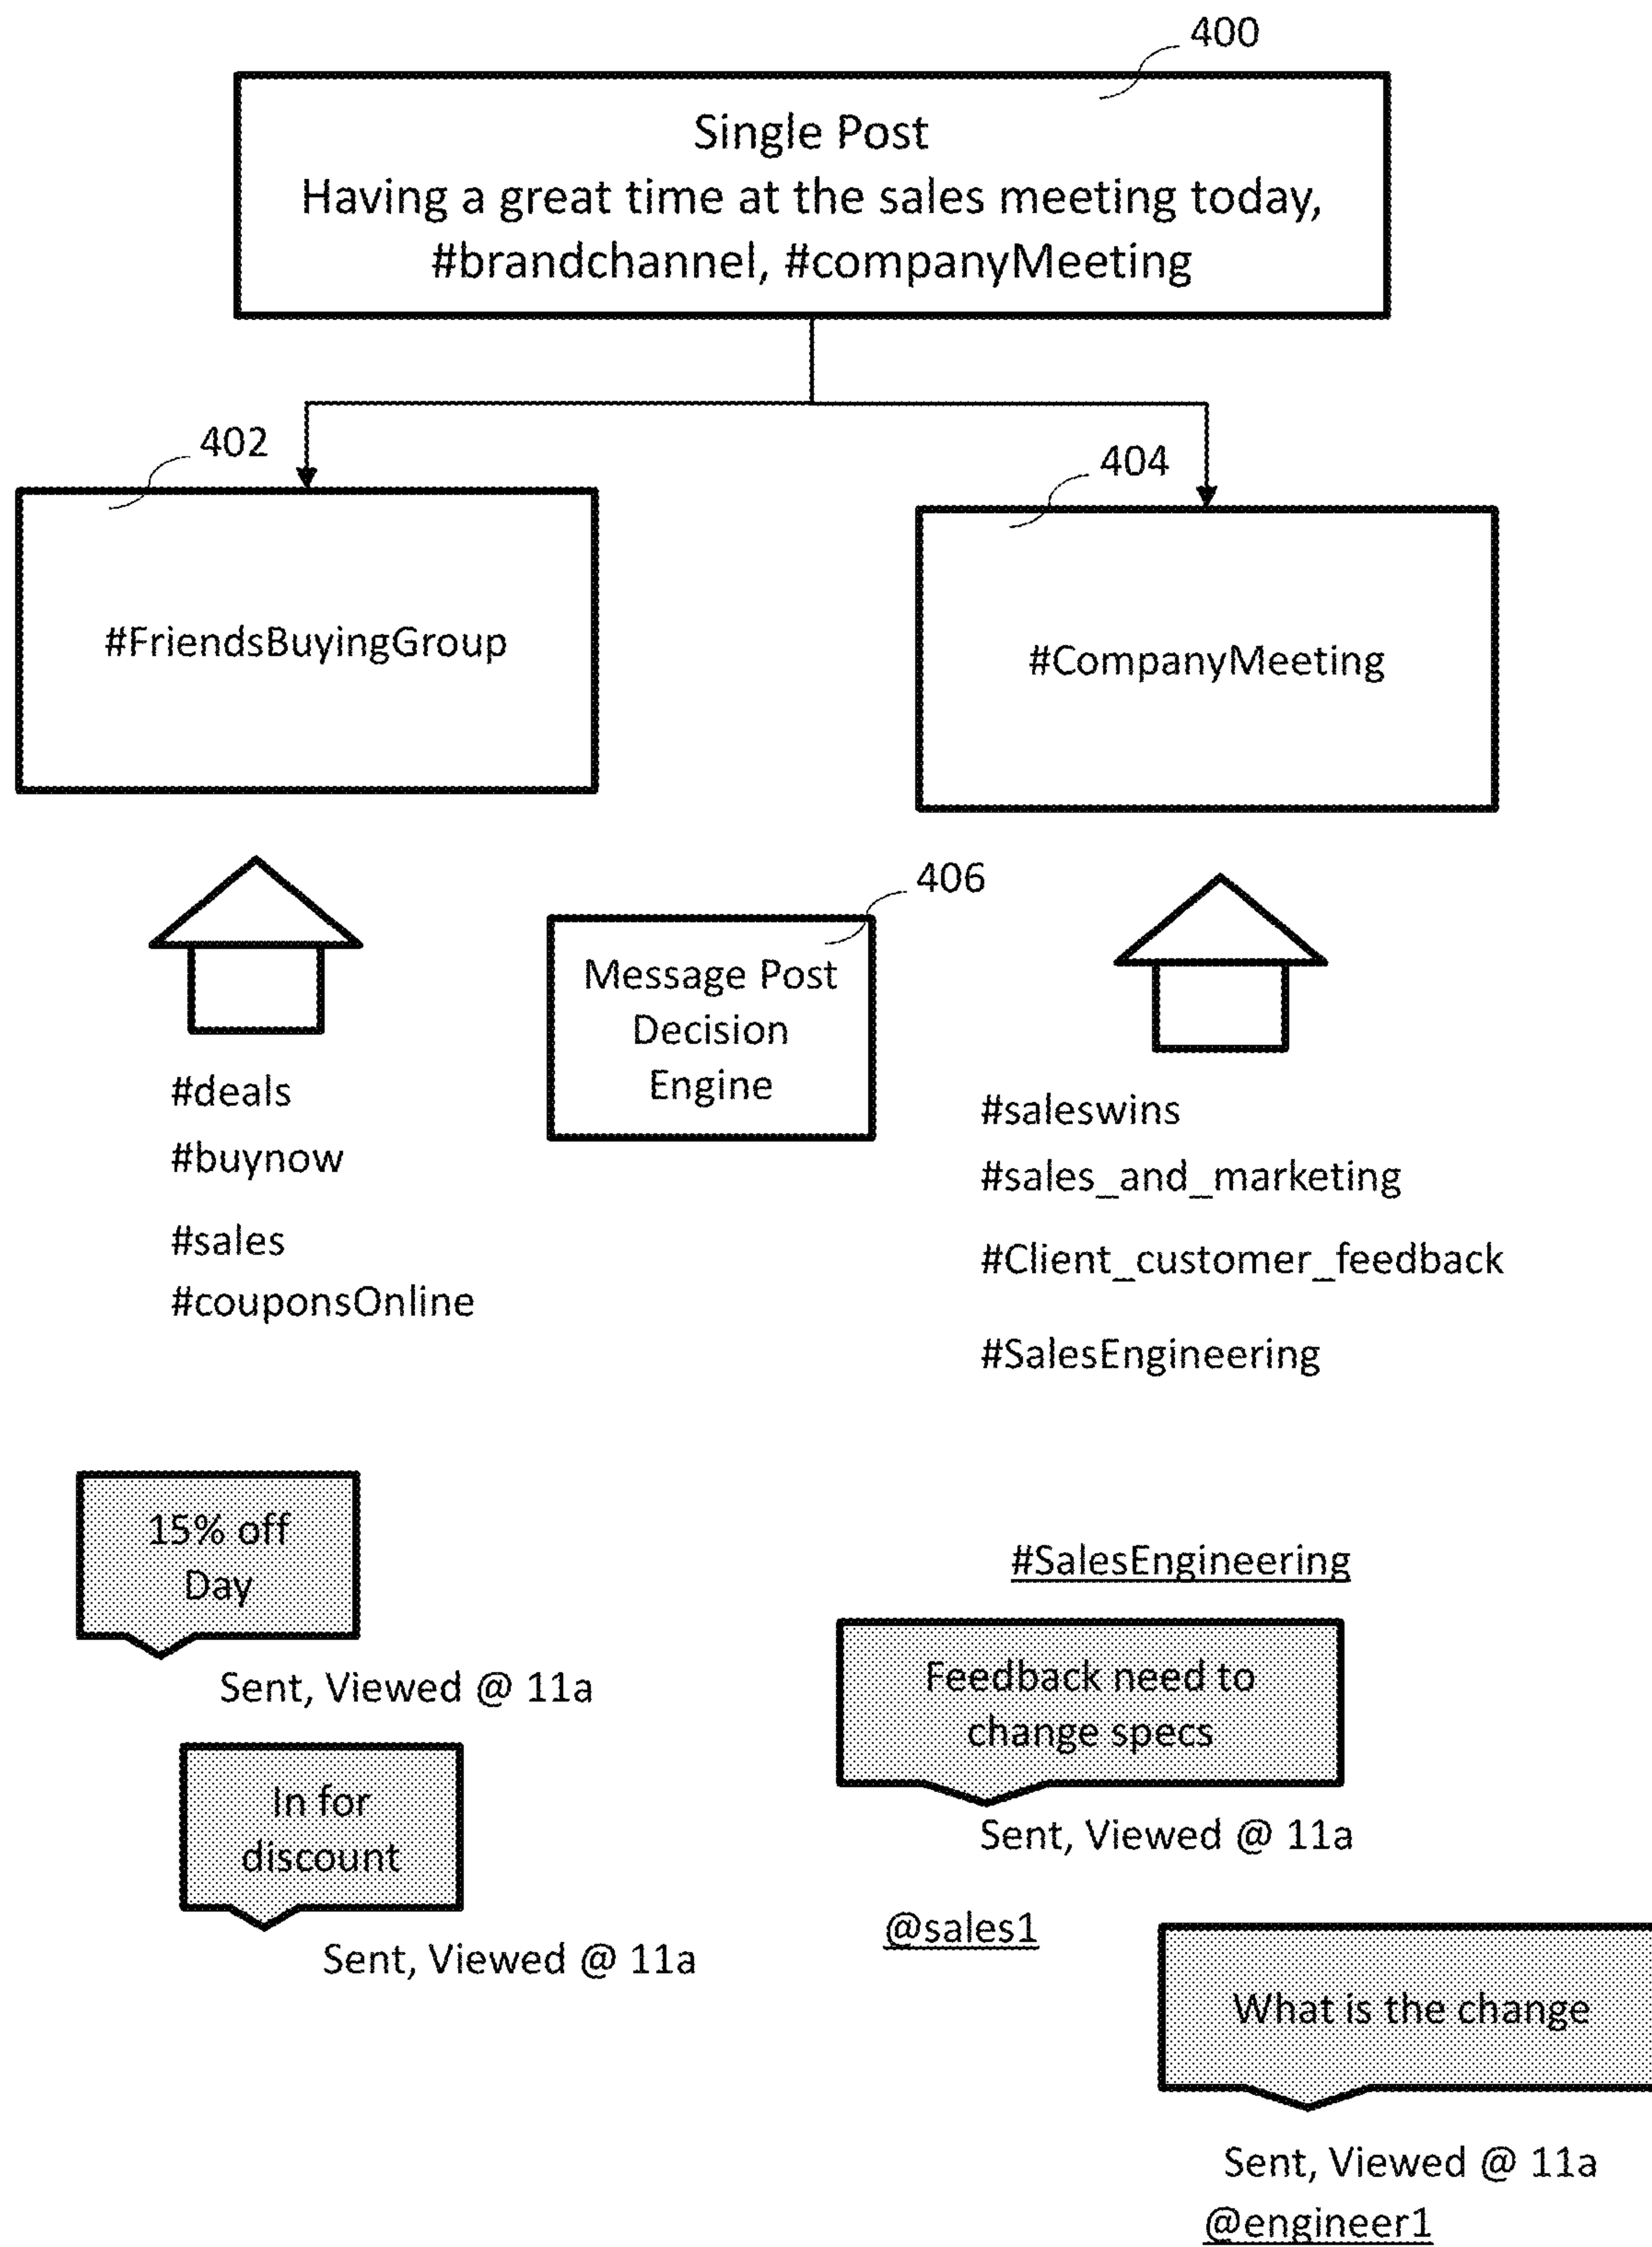 400
Single Post
Having a great time at the sales meeting today,
#brandchannel, #companyMeeting
402
404
#FriendsBuyingGroup
#CompanyMeeting
406
Message Post
Decision
Engine
#deals
#buynow
#sales
#couponsOnline
#saleswins
#sales_and_marketing
#Client_customer_feedback
#SalesEngineering
15% off
Day
Sent, Viewed @ 11a
In for
discount
Sent, Viewed @ 11a
#SalesEngineering
Feedback need to
change specs
Sent, Viewed @ 11a
@sales1
What is the change
Sent, Viewed @ 11a
@engineer1